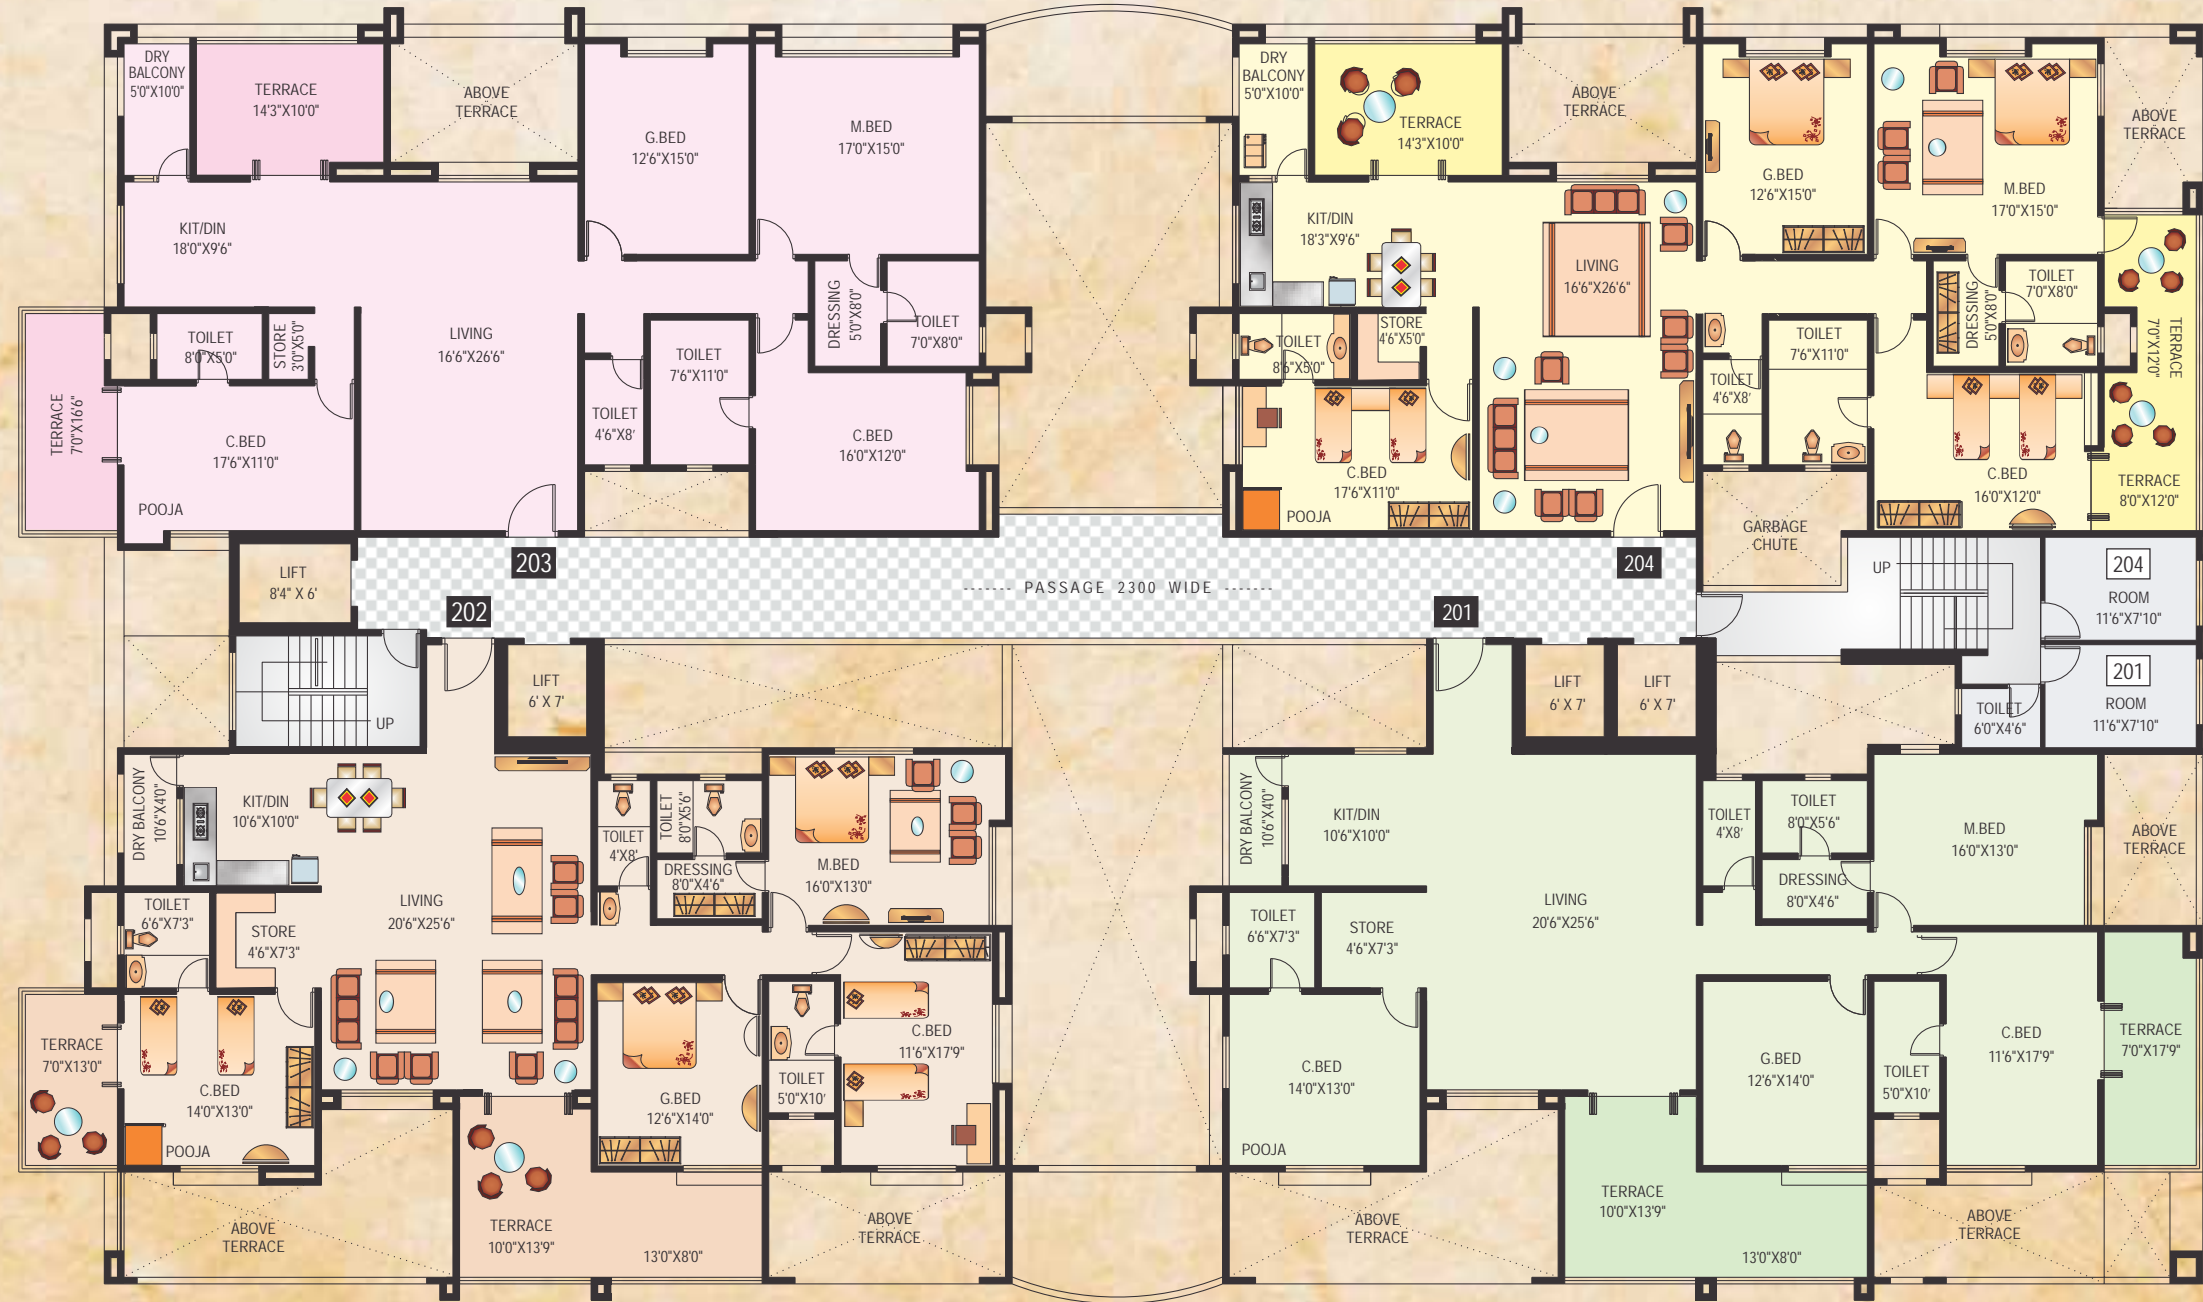 DRY
BALCONY
5'0"X10'0"
TERRACE
14'3"X10'0"
ABOVE
TERRACE
G.BED
12'6"X15'0"
M.BED
17'0"X15'0"
KIT/DIN
18'0"X9'6"
TOILET
8'0"X5'0"
STORE
3'0"X5'0"
LIVING
16'6"X26'6"
DRESSING
5'0"X8'0"
TOILET
7'0"X8'0"
TOILET
7'6"X11'0"
TOILET
4'6"X8'
TERRACE
7'0"X16'6"
C.BED
17'6"X11'0"
POOJA
C.BED
16'0"X12'0"
DRY
BALCONY
5'0"X10'0"
TERRACE
14'3"X10'0"
ABOVE
TERRACE
G.BED
12'6"X15'0"
M.BED
17'0"X15'0"
ABOVE
TERRACE
KIT/DIN
18'3"X9'6"
LIVING
16'6"X26'6"
TOILET
8'6"X5'0"
STORE
4'6"X5'0"
TOILET
7'6"X11'0"
TOILET
4'6"X8'
DRESSING
5'0"X8'0"
TOILET
7'0"X8'0"
TERRACE
7'0"X12'0"
C.BED
17'6"X11'0"
POOJA
C.BED
16'0"X12'0"
TERRACE
8'0"X12'0"
GARBAGE
CHUTE
LIFT
8'4" X 6'
203
202
------- PASSAGE 2300 WIDE -------
204
201
UP
204
ROOM
11'6"X7'10"
201
ROOM
11'6"X7'10"
TOILET
6'0"X4'6"
UP
LIFT
6' X 7'
LIFT
6' X 7'
LIFT
6' X 7'
DRY BALCONY
10'6"X4'0"
KIT/DIN
10'6"X10'0"
TOILET
4'X8'
TOILET
8'0"X5'6"
DRESSING
8'0"X4'6"
M.BED
16'0"X13'0"
TOILET
6'6"X7'3"
STORE
4'6"X7'3"
LIVING
20'6"X25'6"
TERRACE
7'0"X13'0"
C.BED
14'0"X13'0"
POOJA
G.BED
12'6"X14'0"
TOILET
5'0"X10'
C.BED
11'6"X17'9"
ABOVE
TERRACE
TERRACE
10'0"X13'9"
13'0"X8'0"
ABOVE
TERRACE
DRY BALCONY
10'6"X4'0"
KIT/DIN
10'6"X10'0"
TOILET
4'X8'
TOILET
8'0"X5'6"
DRESSING
8'0"X4'6"
M.BED
16'0"X13'0"
ABOVE
TERRACE
TOILET
6'6"X7'3"
STORE
4'6"X7'3"
LIVING
20'6"X25'6"
C.BED
14'0"X13'0"
POOJA
G.BED
12'6"X14'0"
TOILET
5'0"X10'
C.BED
11'6"X17'9"
TERRACE
7'0"X17'9"
ABOVE
TERRACE
TERRACE
10'0"X13'9"
13'0"X8'0"
ABOVE
TERRACE